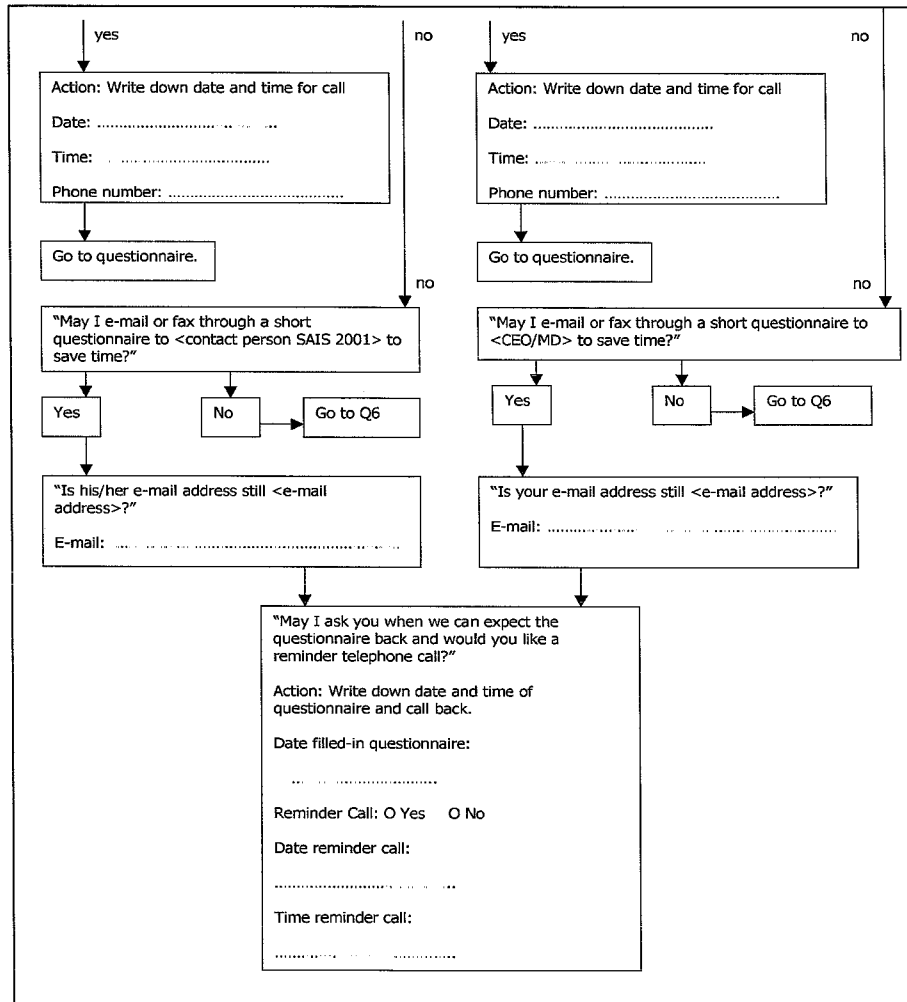 yes
no
yes
no
Action: Write down date and time for call
Date: ........................................
Time: ........................................
Phone number: ........................................
Action: Write down date and time for call
Date: ........................................
Time: ........................................
Phone number: ........................................
Go to questionnaire.
Go to questionnaire.
no
no
"May I e-mail or fax through a short
questionnaire to <contact person SAIS 2001> to
save time?"
"May I e-mail or fax through a short questionnaire to
<CEO/MD> to save time?"
Yes
No
Go to Q6
Yes
No
Go to Q6
"Is his/her e-mail address still <e-mail
address>?"
E-mail: ........................................
"Is your e-mail address still <e-mail address>?"
E-mail: ........................................
"May I ask you when we can expect the
questionnaire back and would you like a
reminder telephone call?"
Action: Write down date and time of
questionnaire and call back.
Date filled-in questionnaire:
........................................
Reminder Call: O Yes O No
Date reminder call:
........................................
Time reminder call:
........................................